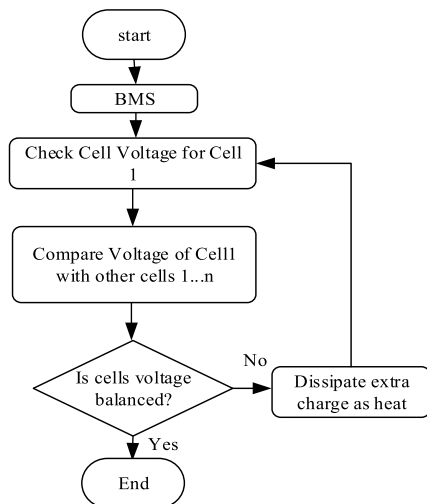 start
BMS
Check Cell Voltage for Cell
1
Compare Voltage of Cell1
with other cells 1...n
Is cells voltage
balanced?
No
Dissipate extra
charge as heat
Yes
End